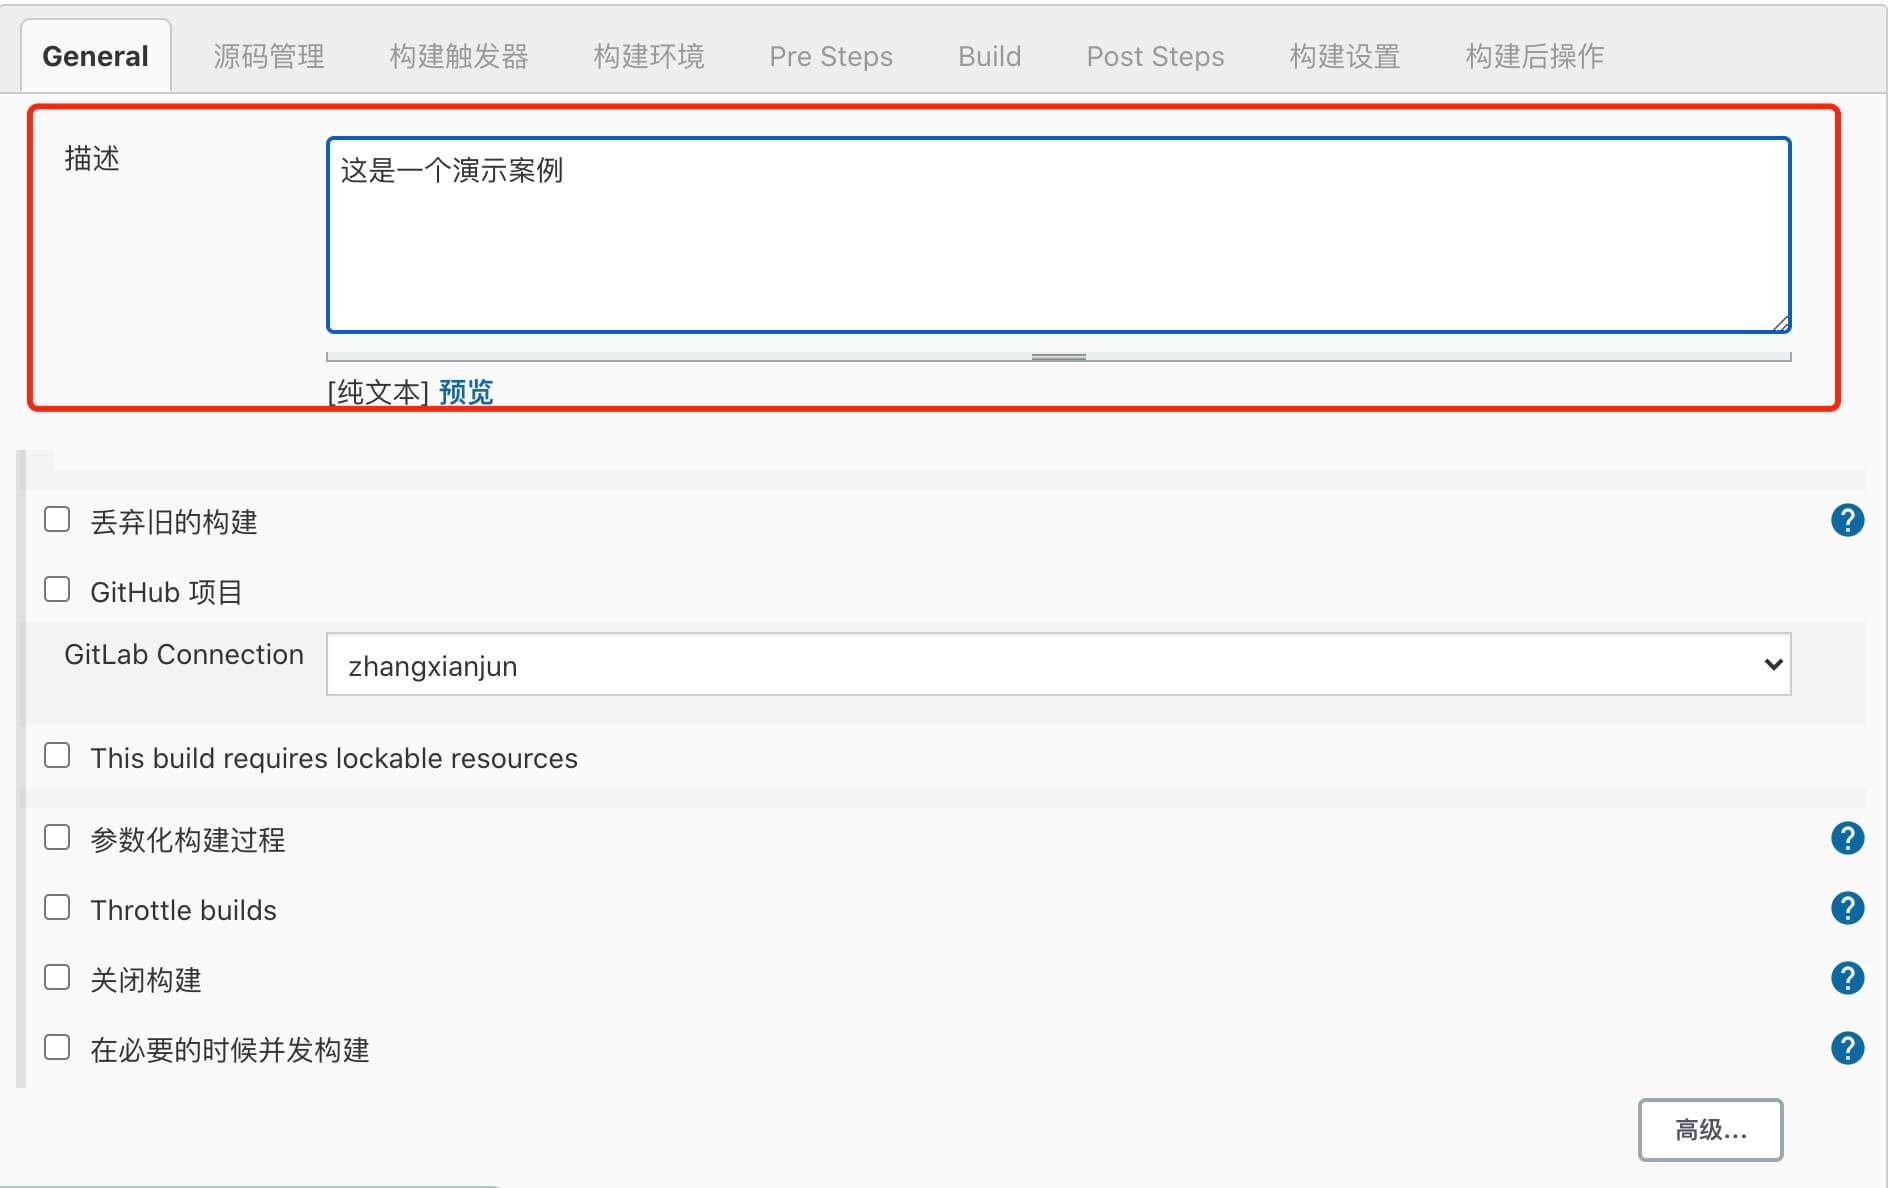 General 源码管理 构建触发器 构建环境 Pre Steps Build Post Steps 构建设置 构建后操作
描述 这是一个演示案例
[纯文本] 预览
丢弃旧的构建
GitHub 项目
GitLab Connection zhangxianjun
This build requires lockable resources
参数化构建过程
Throttle builds
关闭构建
在必要的时候并发构建
高级...